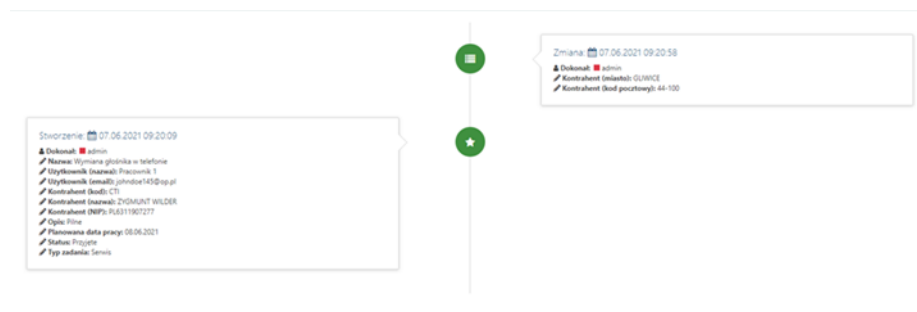 Zmiana: 07.06.2021 09:20:58
Dokonał: admin
Kontrahent (miasto): GLIWICE
Kontrahent (kod pocztowy): 44-100
Stworzenie: 07.06.2021 09:20:09
Dokonał: admin
Nazwa: Wymiana głośnika w telefonie
Użytkownik (nazwa): Pracownik 1
Użytkownik (email): johndoe145@op.pl
Kontrahent (kod): CTI
Kontrahent (nazwa): ZYGMUNT WILDER
Kontrahent (NIP): PL6311907277
Opis: Pilne
Planowana data pracy: 08.06.2021
Status: Przyjęte
Typ zadania: Serwis